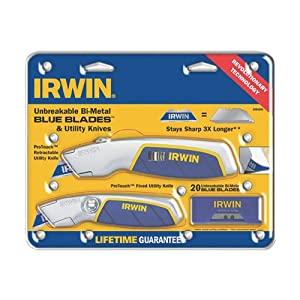 IRWIN
REVOLUTIONARY
TECHNOLOGY
Unbreakable Bi-Metal
BLUE BLADES™
& Utility Knives
IRWIN =
Stays Sharp 3X Longer*
ProTouch™
Retractable
Utility Knife
IRWIN
ProTouch™ Fixed Utility Knife
20 Unbreakable Bi-Metal
BLUE BLADES
IRWIN
LIFETIME GUARANTEE